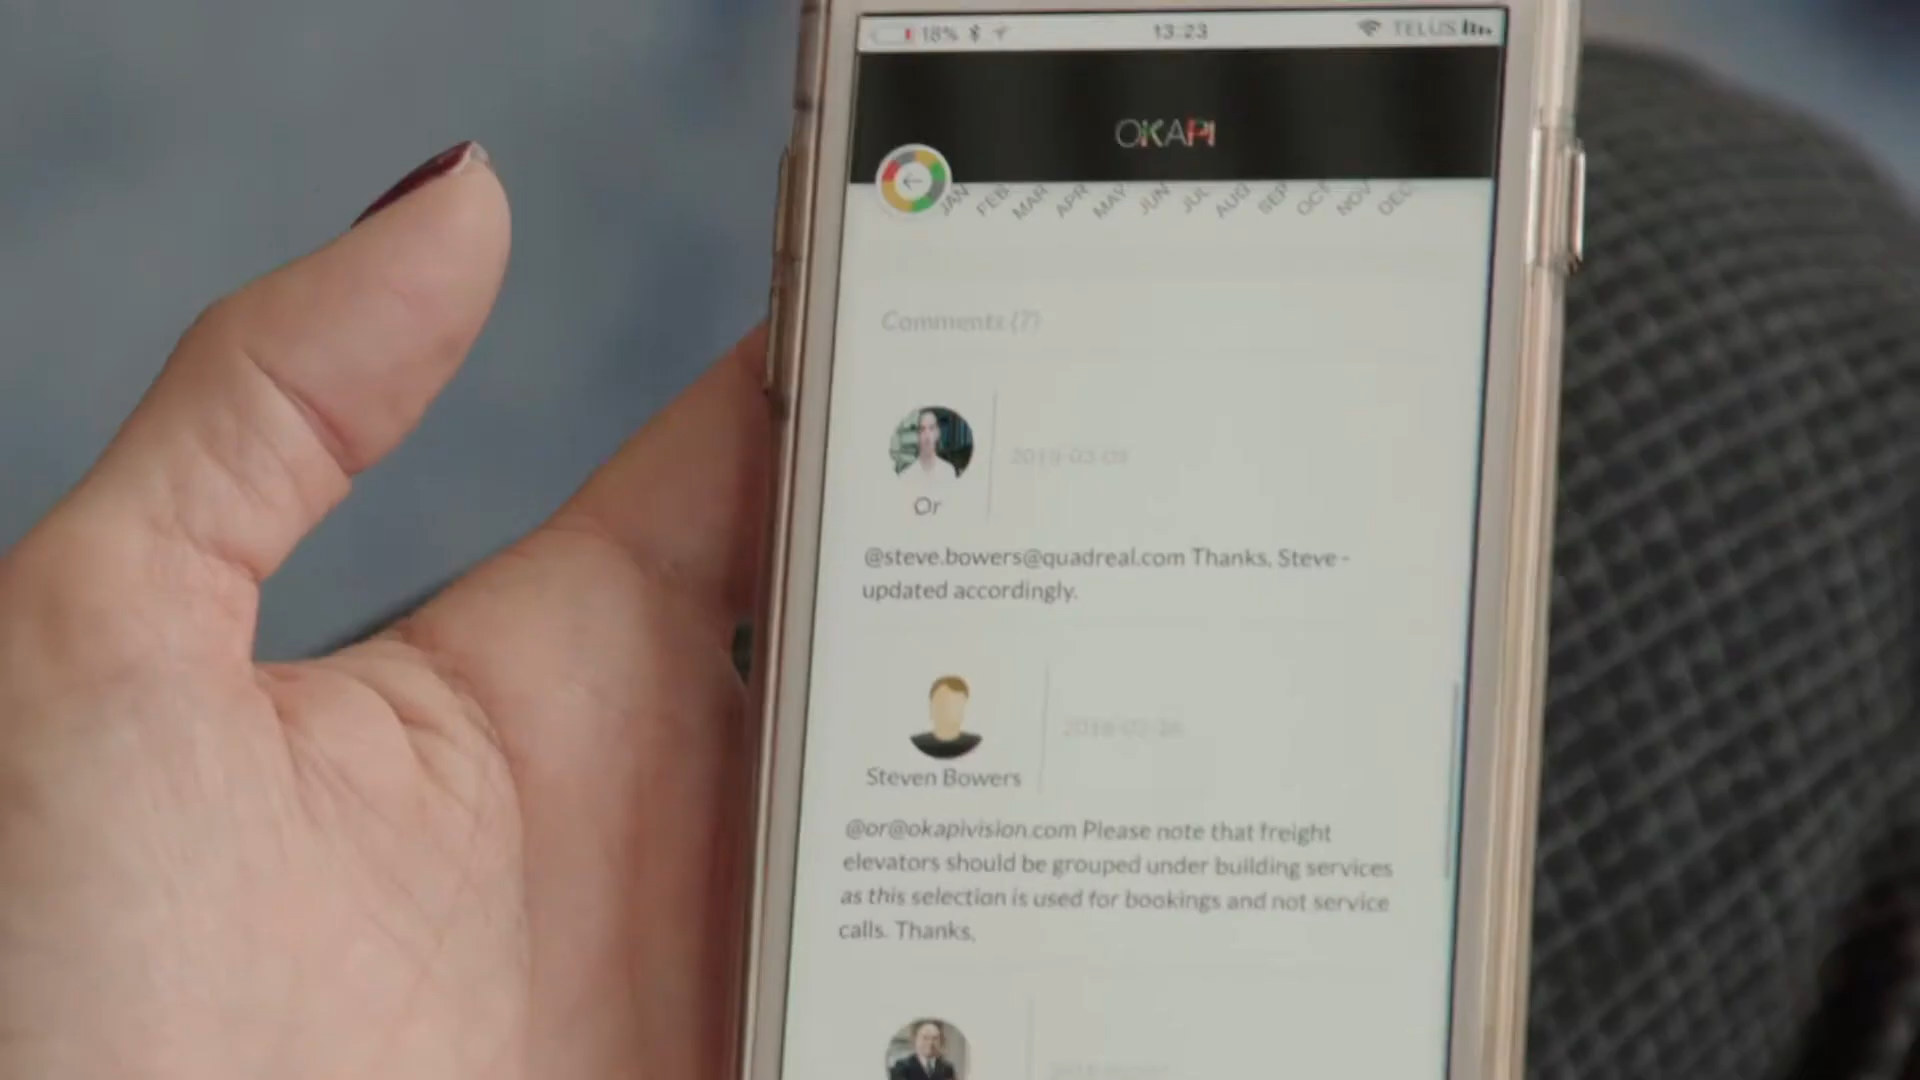 18% 13:23 TELUS
OKAPI
JAN FEB MAR APR MAY JUN JUL AUG SEP OCT NOV DEC
Comments (7)
Or
@steve.bowers@quadreal.com Thanks, Steve -
updated accordingly.
Steven Bowers
@or@okapivision.com Please note that freight
elevators should be grouped under building services
as this selection is used for bookings and not service
calls. Thanks,